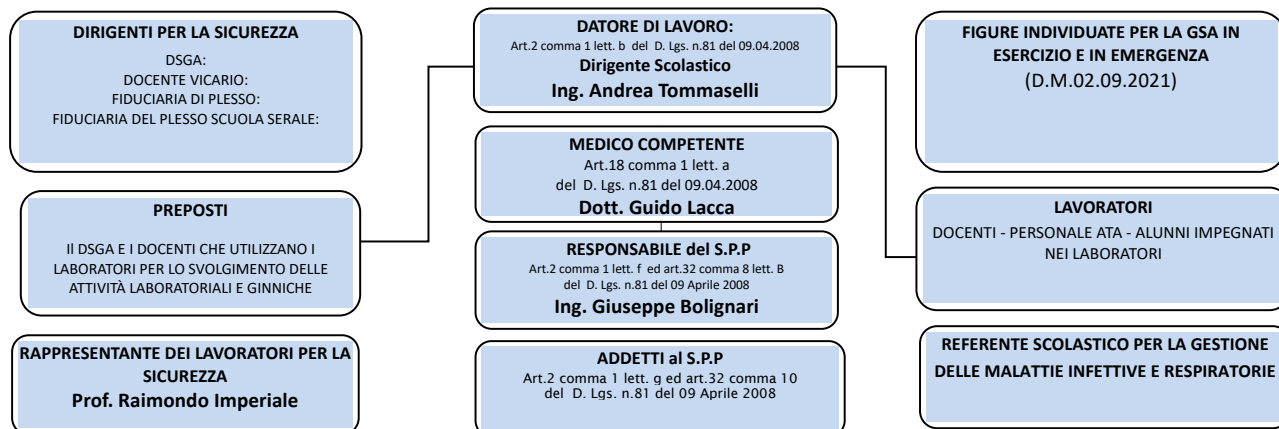 DIRIGENTI PER LA SICUREZZA
DSGA:
DOCENTE VICARIO:
FIDUCIARIA DI PLESSO:
FIDUCIARIA DEL PLESSO SCUOLA SERALE:
PREPOSTI
Il DSGA E I DOCENTI CHE UTILIZZANO I
LABORATORI PER LO SVOLGIMENTO DELLE
ATTIVITÀ LABORATORIALI E GINNICHE
RAPPRESENTANTE DEI LAVORATORI PER LA
SICUREZZA
Prof. Raimondo Imperiale
DATORE DI LAVORO:
Art.2 comma 1 lett. b del D. Lgs. n.81 del 09.04.2008
Dirigente Scolastico
Ing. Andrea Tommaselli
MEDICO COMPETENTE
Art.18 comma 1 lett. a
del D. Lgs. n.81 del 09.04.2008
Dott. Guido Lacca
RESPONSABILE del S.P.P
Art.2 comma 1 lett. f ed art.32 comma 8 lett. B
del D. Lgs. n.81 del 09 Aprile 2008
Ing. Giuseppe Bolignari
ADDETTI al S.P.P
Art.2 comma 1 lett. g ed art.32 comma 10
del D. Lgs. n.81 del 09 Aprile 2008
FIGURE INDIVIDUATE PER LA GSA IN
ESERCIZIO E IN EMERGENZA
(D.M.02.09.2021)
LAVORATORI
DOCENTI - PERSONALE ATA - ALUNNI IMPEGNATI
NEI LABORATORI
REFERENTE SCOLASTICO PER LA GESTIONE
DELLE MALATTIE INFETTIVE E RESPIRATORIE